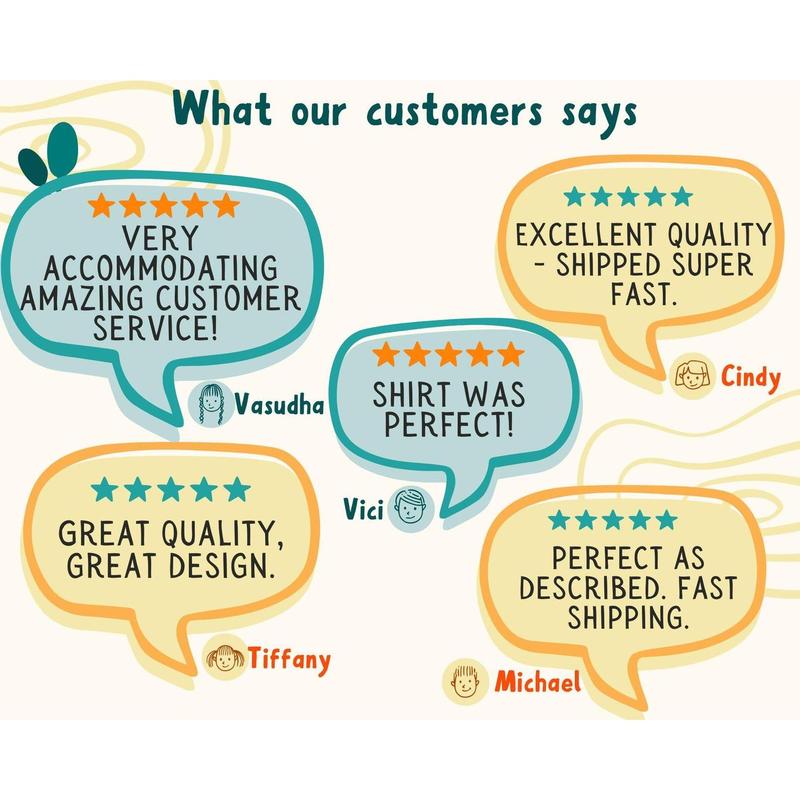 What our customers says
VERY
ACCOMMODATING
AMAZING CUSTOMER
SERVICE!
Vasudha
EXCELLENT QUALITY
- SHIPPED SUPER
FAST.
Cindy
SHIRT WAS
PERFECT!
Vici
GREAT QUALITY,
GREAT DESIGN.
Tiffany
PERFECT AS
DESCRIBED. FAST
SHIPPING.
Michael